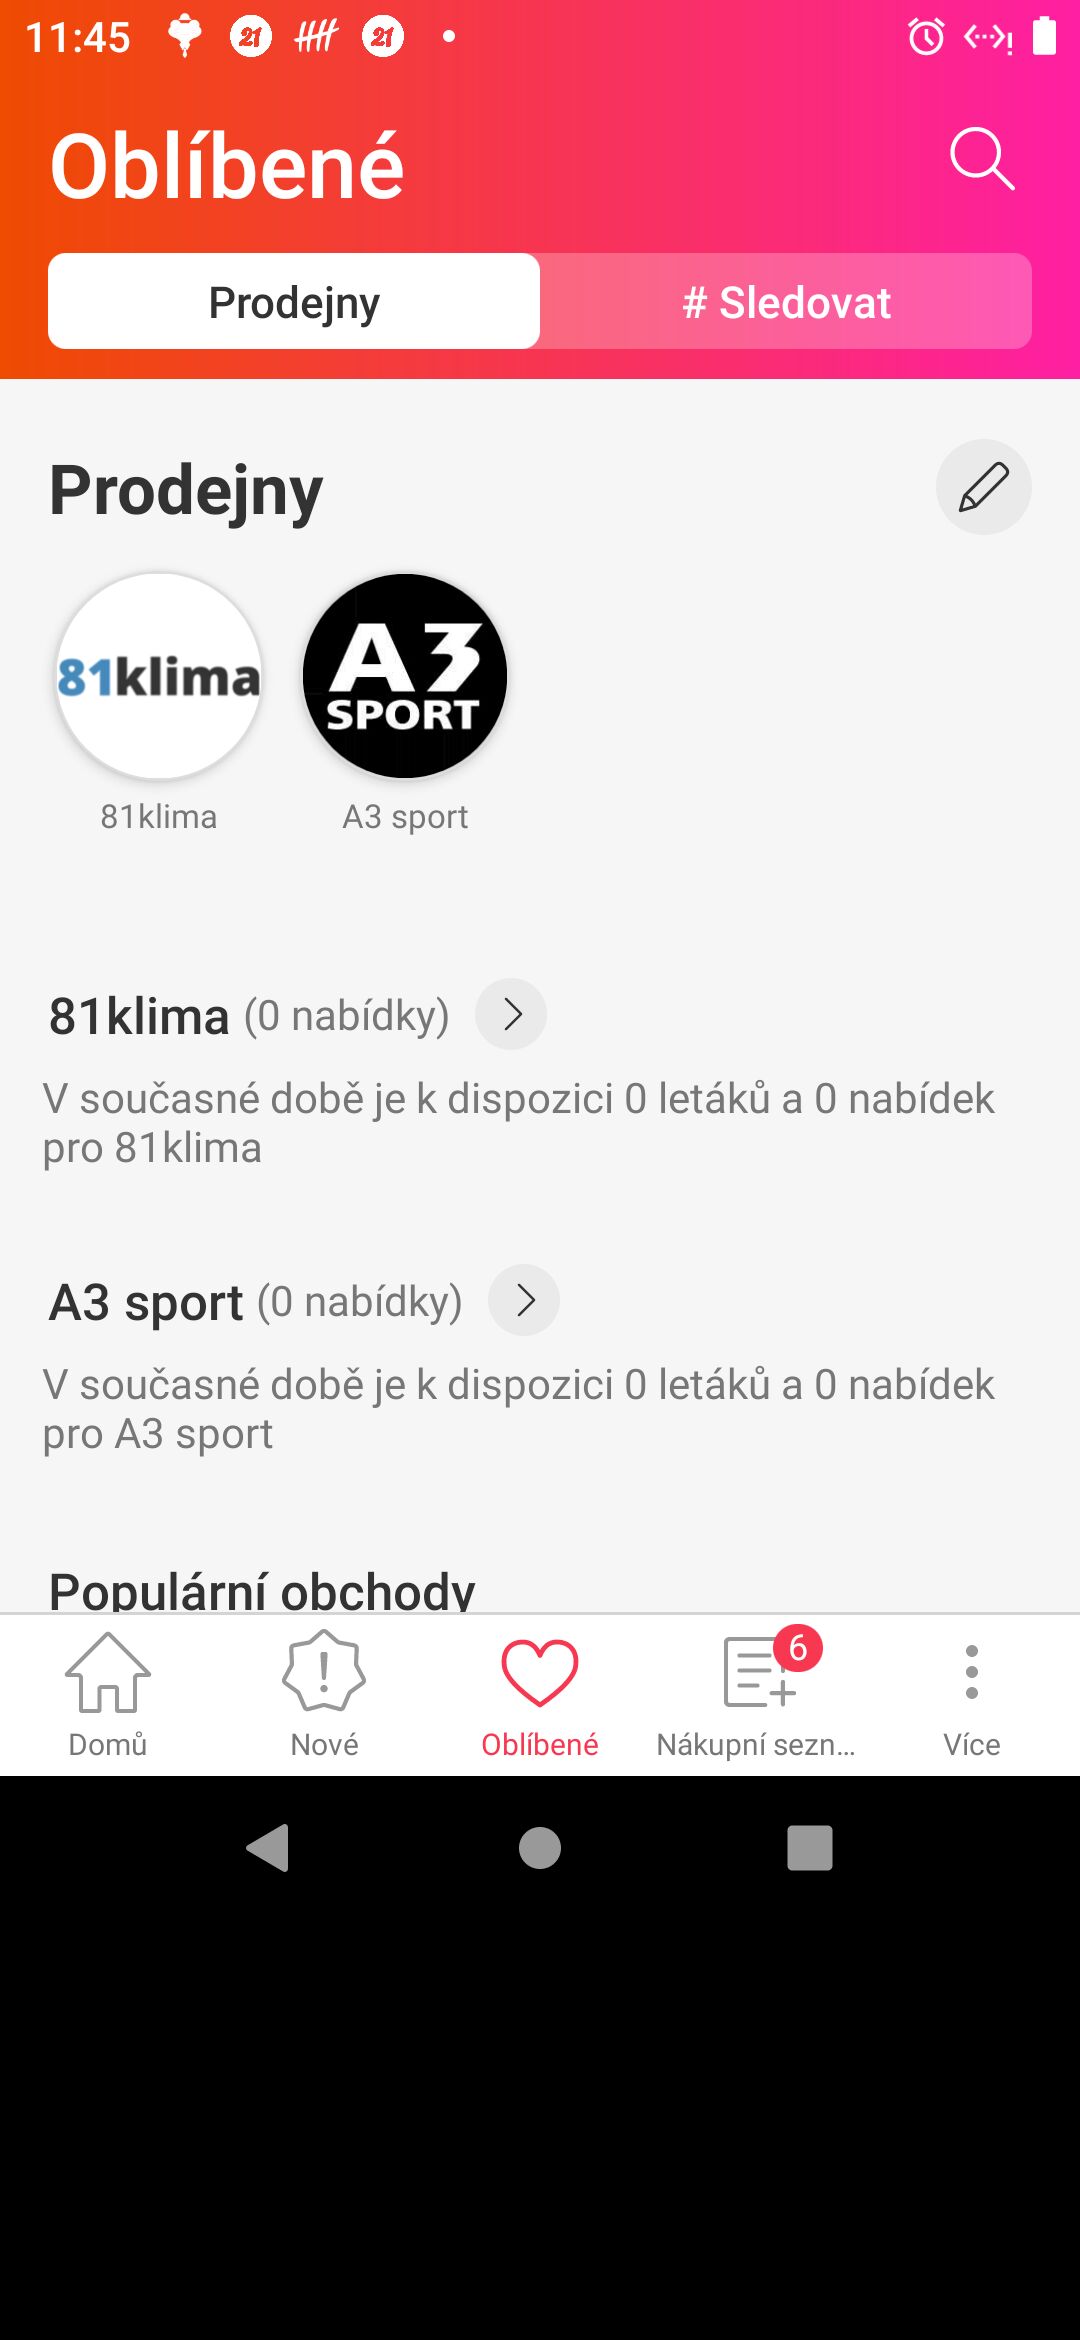 11:45
21
21
Oblíbené
Prodejny
# Sledovat
Prodejny
81klima
A3
SPORT
81klima
A3 sport
81klima (0 nabídky)
V současné době je k dispozici 0 letáků a 0 nabídek
pro 81klima
A3 sport (0 nabídky)
V současné době je k dispozici 0 letáků a 0 nabídek
pro A3 sport
Populární obchody
6
Domů
Nové
Oblíbené
Nákupní sezn...
Více